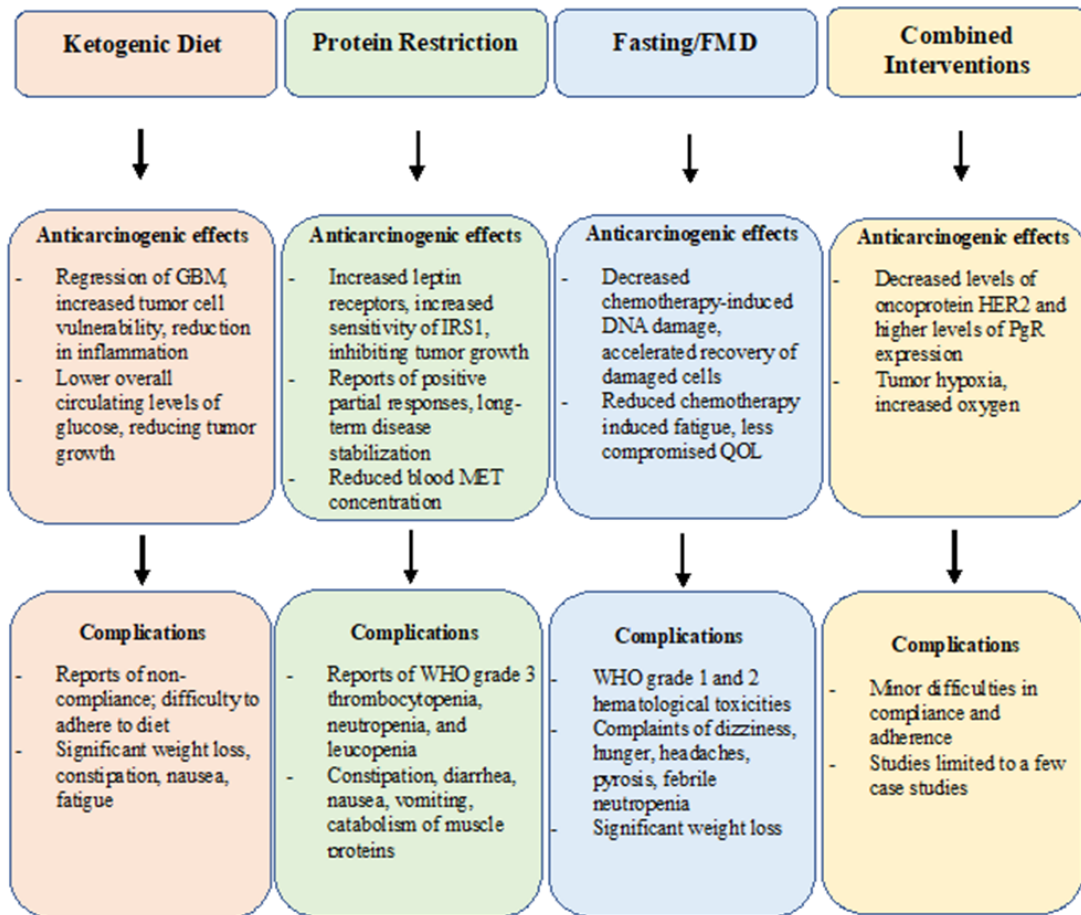 Ketogenic Diet
Protein Restriction
Fasting/FMD
Combined
Interventions
Anticarcinogenic effects
- Regression of GBM,
increased tumor cell
vulnerability, reduction
in inflammation
- Lower overall
circulating levels of
glucose, reducing tumor
growth
Anticarcinogenic effects
- Increased leptin
receptors, increased
sensitivity of IRS1,
inhibiting tumor growth
- Reports of positive
partial responses, long-
term disease
stabilization
- Reduced blood MET
concentration
Anticarcinogenic effects
- Decreased
chemotherapy-induced
DNA damage,
accelerated recovery of
damaged cells
- Reduced chemotherapy
induced fatigue, less
compromised QOL
Anticarcinogenic effects
- Decreased levels of
oncoprotein HER2 and
higher levels of PgR
expression
- Tumor hypoxia,
increased oxygen
Complications
- Reports of non-
compliance; difficulty to
adhere to diet
- Significant weight loss,
constipation, nausea,
fatigue
Complications
- Reports of WHO grade 3
thrombocytopenia,
neutropenia, and
leucopenia
- Constipation, diarrhea,
nausea, vomiting,
catabolism of muscle
proteins
Complications
- WHO grade 1 and 2
hematological toxicities
- Complaints of dizziness,
hunger, headaches,
pyrosis, febrile
neutropenia
- Significant weight loss
Complications
- Minor difficulties in
compliance and
adherence
- Studies limited to a few
case studies